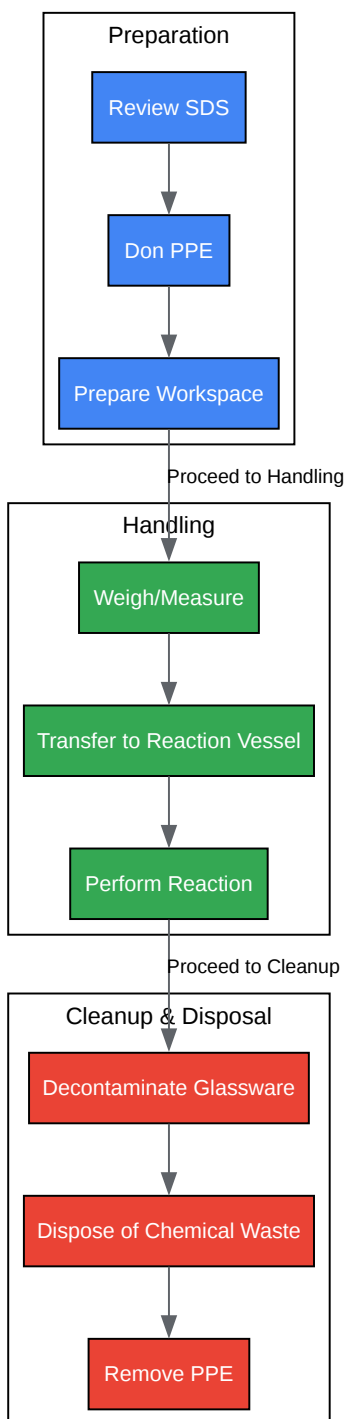 Preparation
Review SDS
Don PPE
Prepare Workspace
Proceed to Handling
Handling
Weigh/Measure
Transfer to Reaction Vessel
Perform Reaction
Proceed to Cleanup
Cleanup & Disposal
Decontaminate Glassware
Dispose of Chemical Waste
Remove PPE